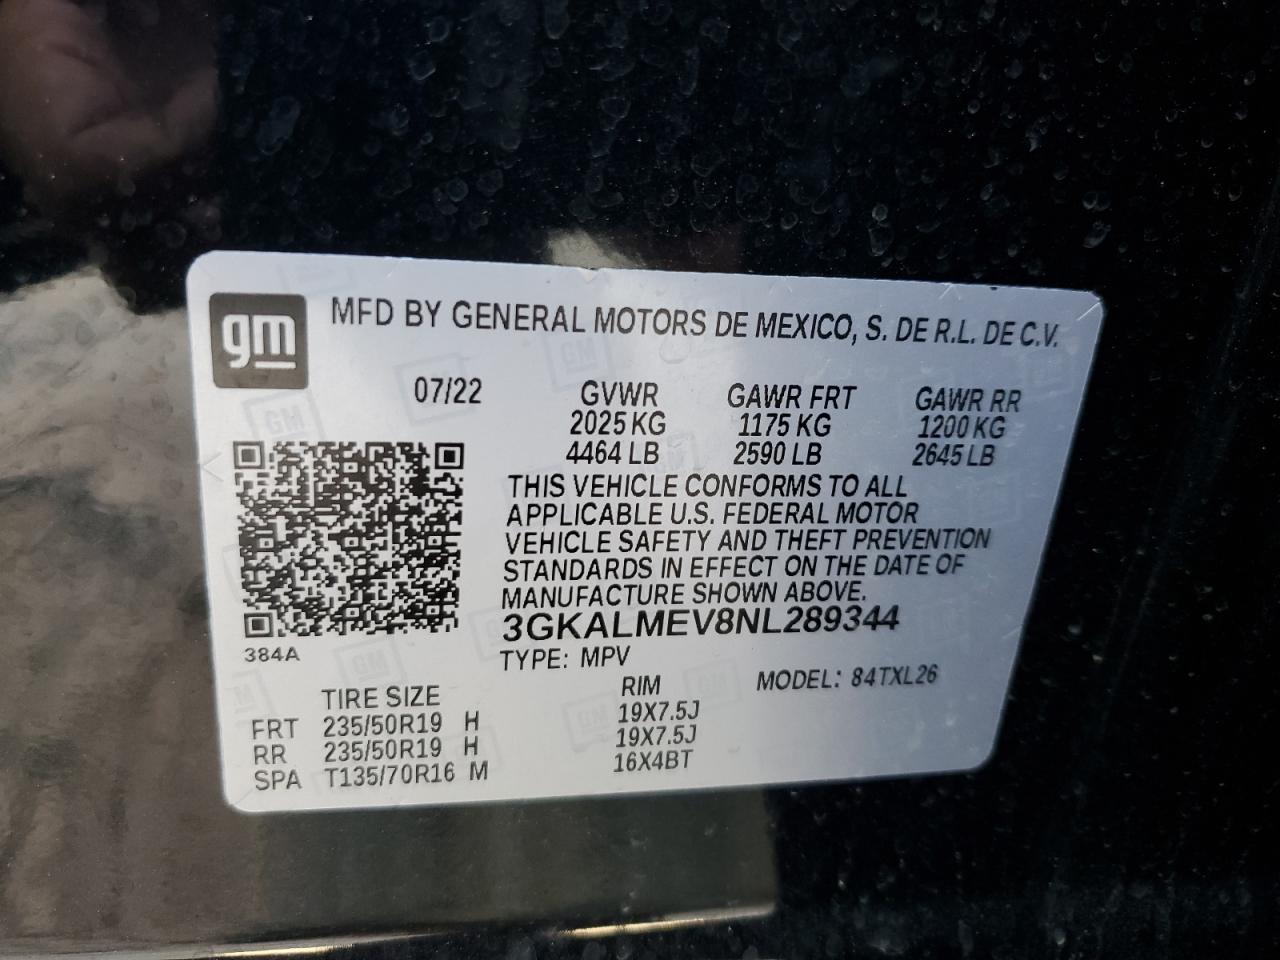 gm
MFD BY GENERAL MOTORS DE MEXICO, S. DE R.L. DE C.V.
07/22 GVWR GAWR FRT GAWR RR
2025 KG 1175 KG 1200 KG
4464 LB 2590 LB 2645 LB
THIS VEHICLE CONFORMS TO ALL
APPLICABLE U.S. FEDERAL MOTOR
VEHICLE SAFETY AND THEFT PREVENTION
STANDARDS IN EFFECT ON THE DATE OF
MANUFACTURE SHOWN ABOVE.
3GKALMEV8NL289344
384A
TYPE: MPV MODEL: 84TXL26
TIRE SIZE RIM
FRT 235/50R19 H 19X7.5J
RR 235/50R19 H 19X7.5J
SPA T135/70R16 M 16X4BT